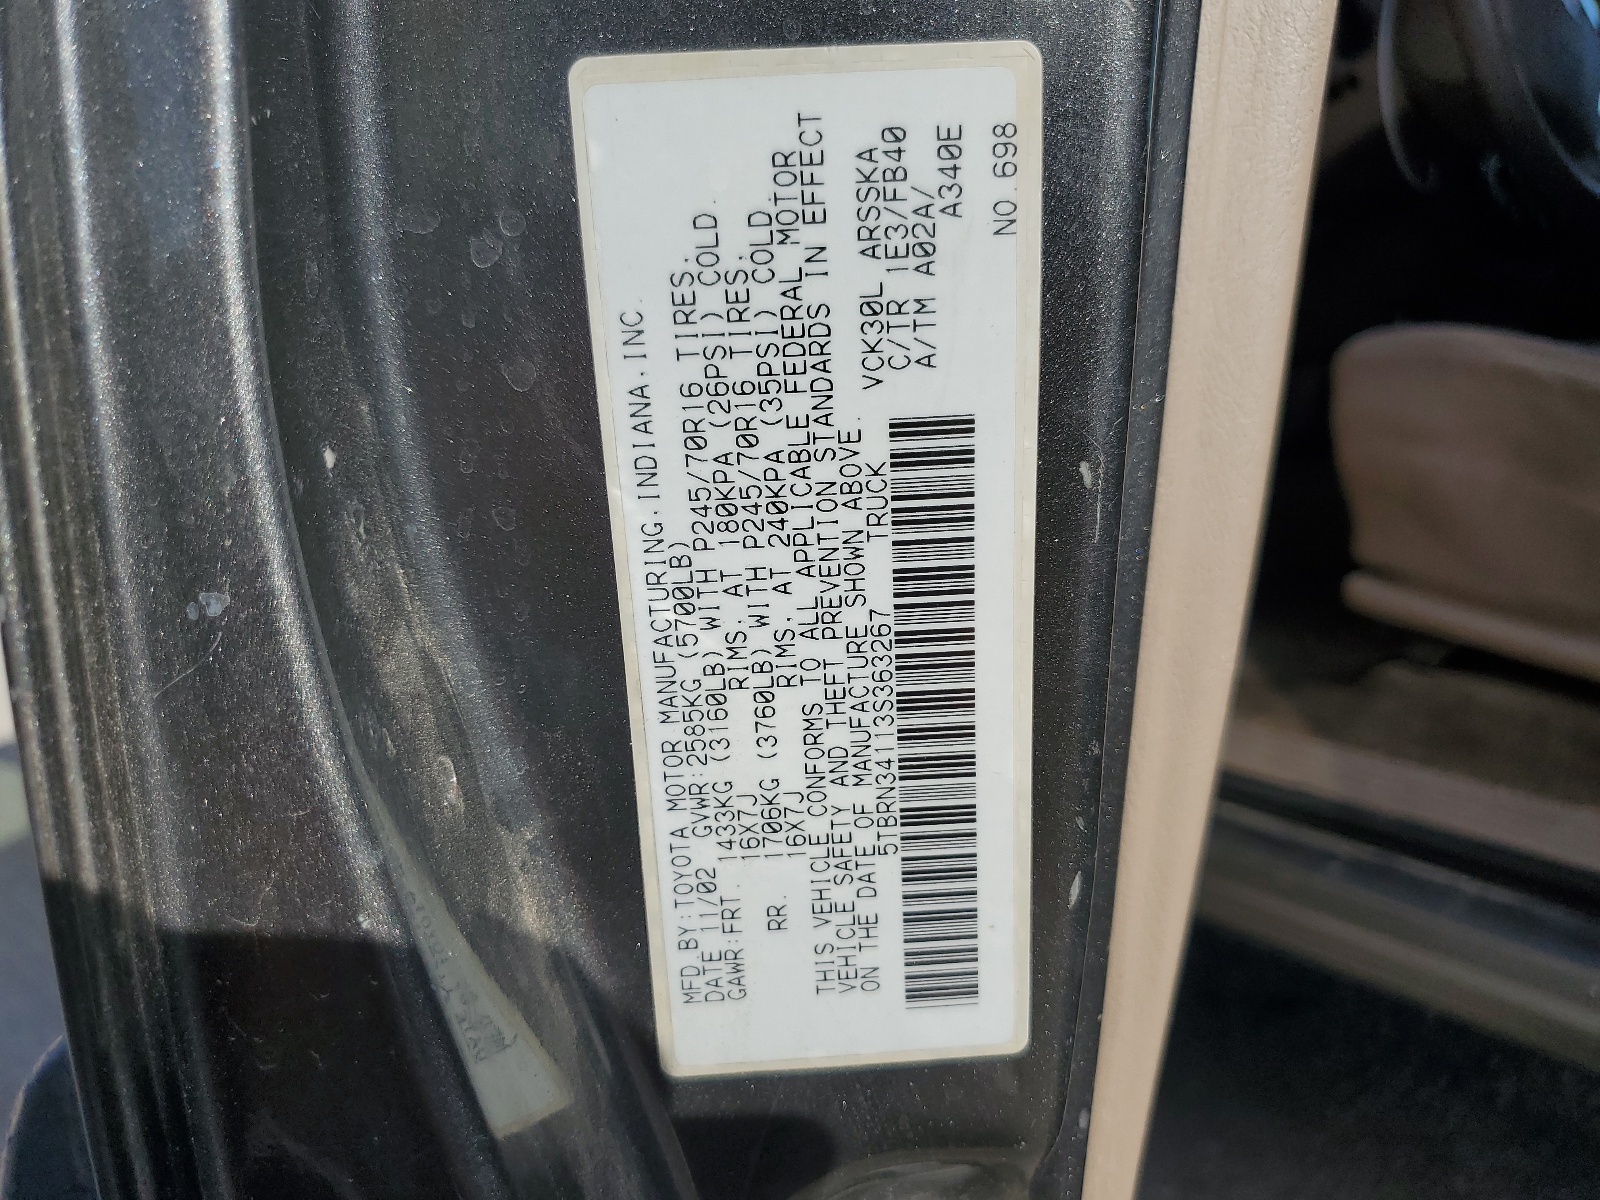 MFD.BY:TOYOTA MOTOR MANUFACTURING,INDIANA,INC.
DATE 11/02 GVWR:2585KG (5700LB)
GAWR:FRT. 1433KG (3160LB) WITH P245/70R16 TIRES.
16X7J RIMS. AT 180KPA (26PSI) COLD.
RR. 1706KG (3760LB) WITH P245/70R16 TIRES.
16X7J RIMS. AT 240KPA (35PSI) COLD.
THIS VEHICLE CONFORMS TO ALL APPLICABLE FEDERAL MOTOR
VEHICLE SAFETY AND THEFT PREVENTION STANDARDS IN EFFECT
ON THE DATE OF MANUFACTURE SHOWN ABOVE.
5TBRN34113S363267 TRUCK
VCK30L ARSSKA
C/TR 1E3/FB40
A/TM A02A/
A340E
NO.698